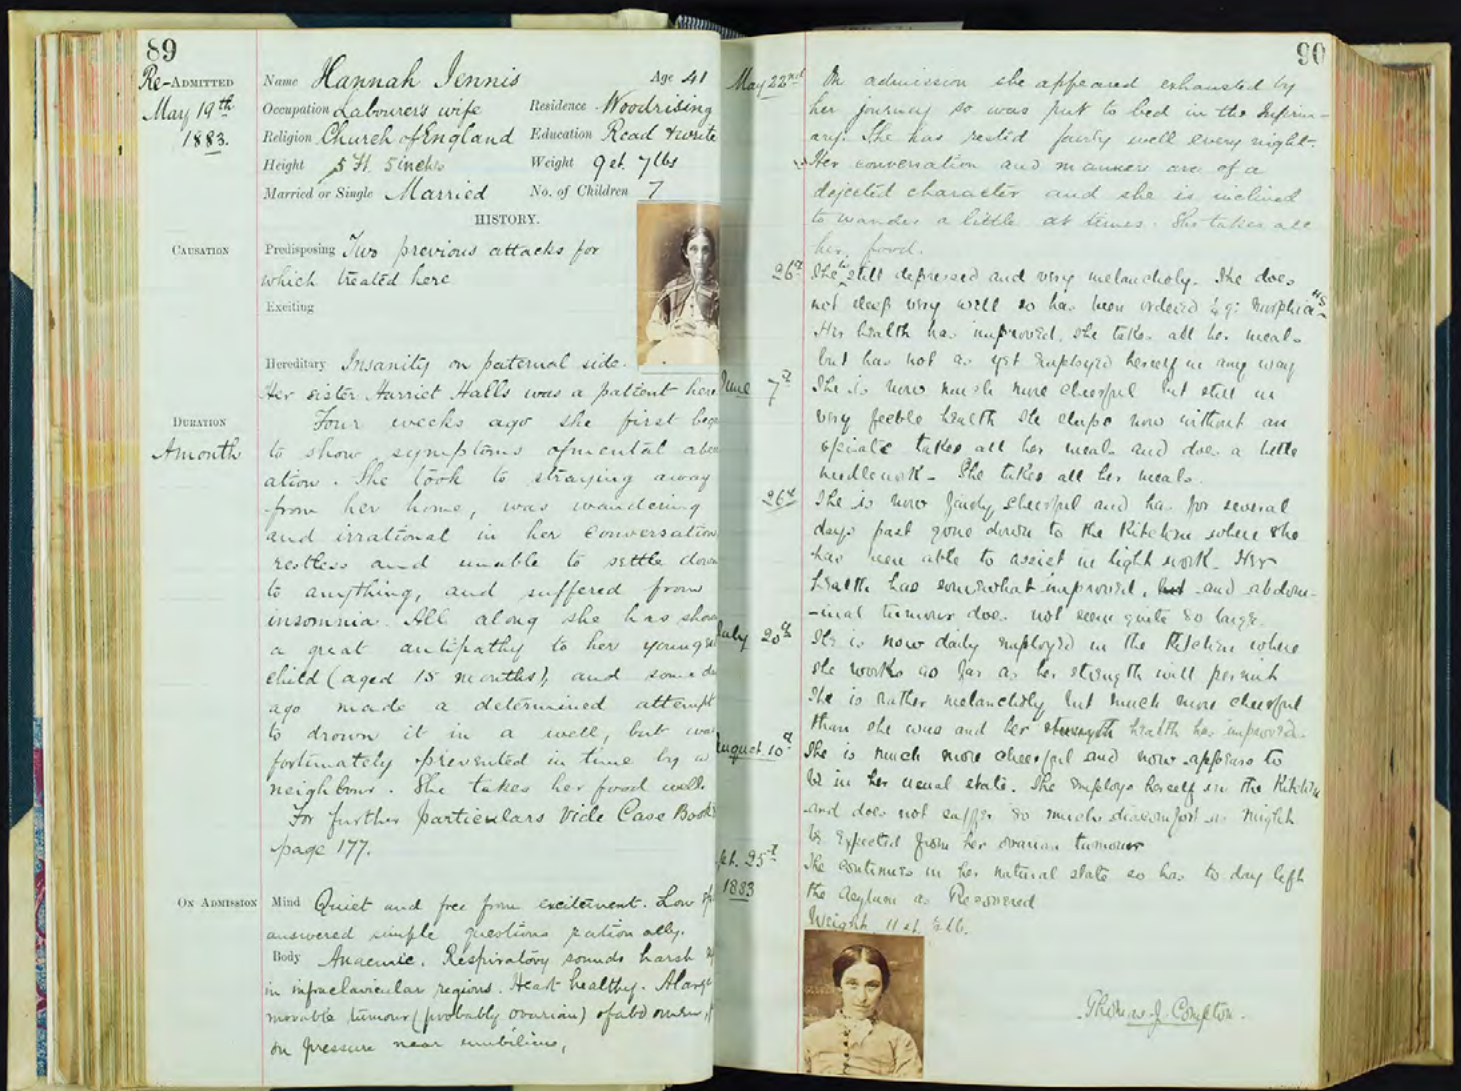 89
Re-Admitted
May 19th
1883.
Name Hannah Jennis Age 41
Occupation Labourer's wife Residence Woodrising
Religion Church of England Education Read & write
Height 5 Ft. 5 inches Weight 9 st. 7 lbs
Married or Single Married No. of Children 7
HISTORY.
Causation
Predisposing Two previous attacks for
which treated here
Exciting
Hereditary Insanity on paternal side.
Her sister Harriet Halls was a patient here
Duration
A month
Four weeks ago she first
to show symptoms of mental
ation. She took to straying away
from her home, was wandering
and irrational in her conversation
restless and unable to settle down
to anything, and suffered from
insomnia. All along she has
a great antipathy to her
child (aged 15 months), and some
ago made a determined attempt
to drown it in a well, but
fortunately prevented in time by a
neighbour. She takes her food well.
For further particulars Vide Case Book
page 177.
On Admission
Mind Quiet and free from excitement. Low
answered simple questions rationally.
Body Anaemic. Respiratory sounds harsh
in infraclavicular regions. Heart healthy. A large
movable tumour (probably ovarian) of abdomen,
on pressure near umbilicus,
90
May 22nd
On admission she appeared exhausted by
her journey so was put to bed in the Infirm-
ary. She has rested fairly well every night.
Her conversation and manners are of a
dejected character and she is inclined
to wander a little at times. She takes all
her food.
26th She is still depressed and very melancholy. She does
not sleep very well so has been ordered ¼ gr: morphia H.S.
Her health has improved, she takes all her meals
but has not as yet employed herself in any way
June 7th She is now much more cheerful but still in
very feeble health she sleeps now without an
opiate takes all her meals and does a little
needlework - She takes all her meals.
26th She is now fairly cheerful and has for several
days past gone down to the Kitchen where she
has been able to assist in light work. Her
health has somewhat improved, but and abdom-
-inal tumour does not seem quite so large.
July 20th She is now daily employed in the Kitchen where
she works as far as her strength will permit
She is rather melancholy but much more cheerful
than she was and her strength health has improved.
August 10th She is much more cheerful and now appears to
be in her usual state. She employs herself in the Kitchen
and does not suffer so much discomfort as might
be expected from her ovarian tumour
25th
1883
She continues in her natural state so has to day left
the Asylum as Recovered
Weight 11 st. ½ lb.
Thomas J. Compton.